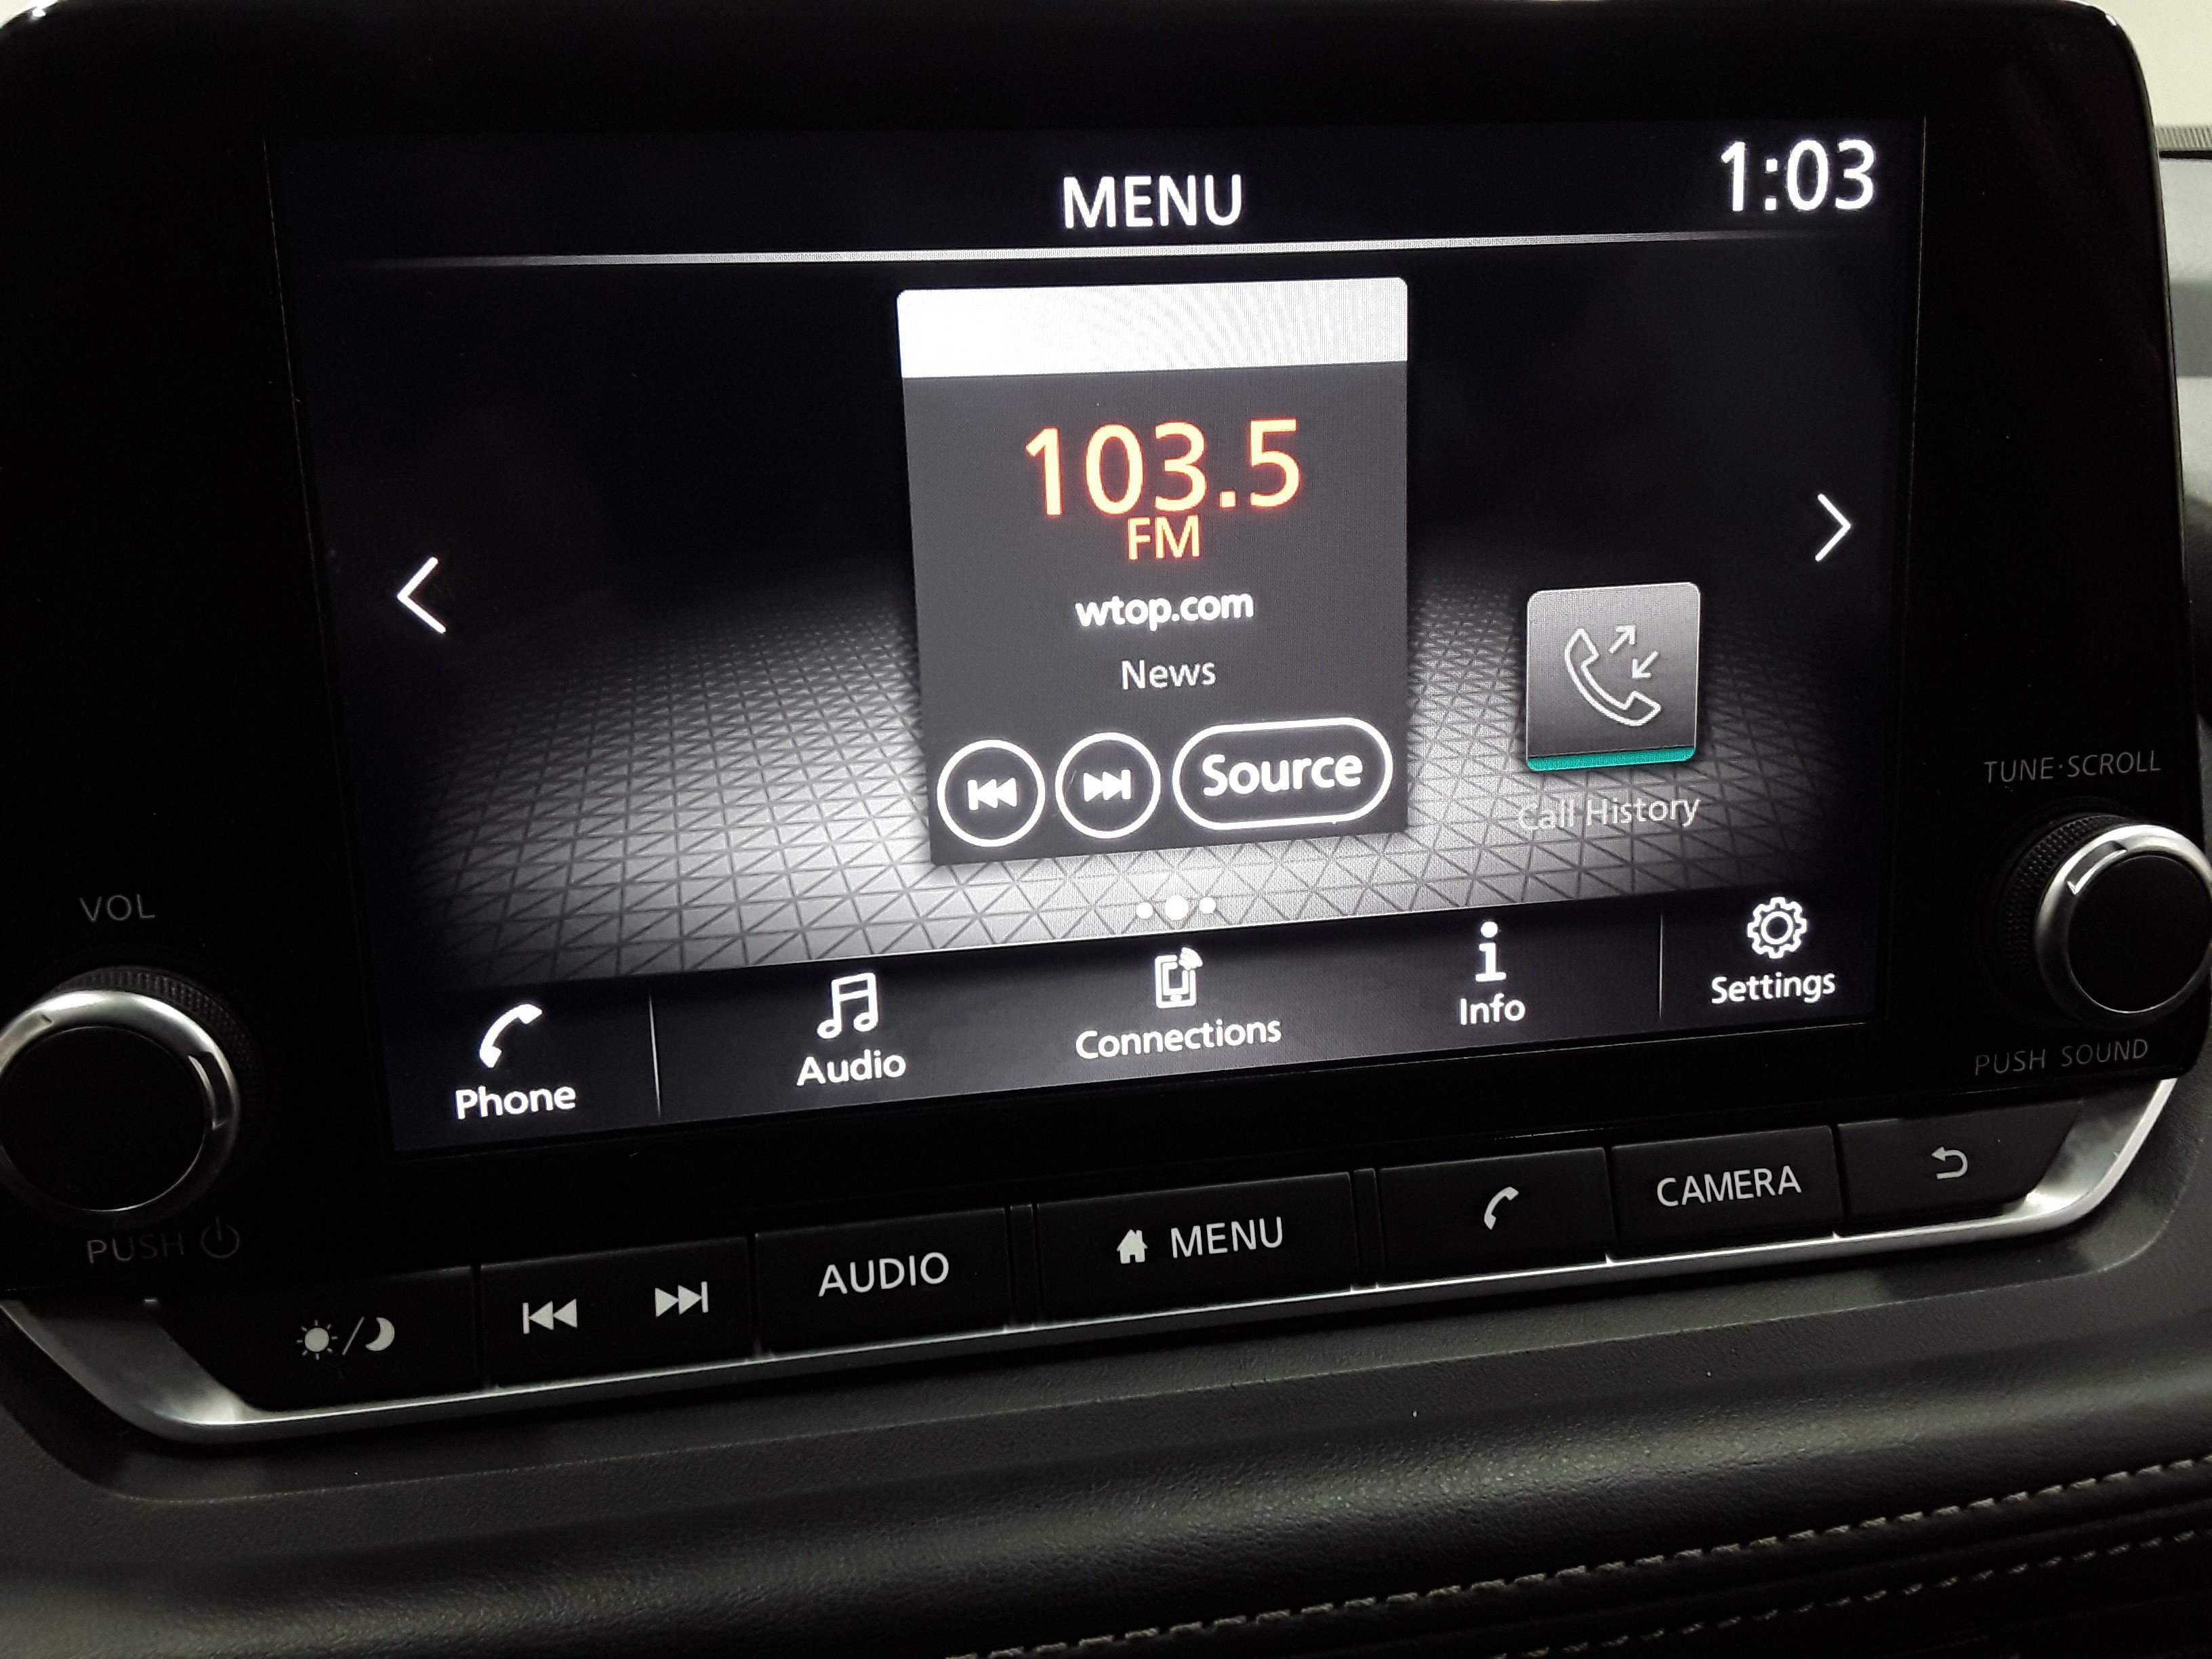 MENU
1:03
103.5
FM
wtop.com
News
Source
Call History
Phone
Audio
Connections
Info
Settings
VOL
PUSH
TUNE·SCROLL
PUSH SOUND
AUDIO
MENU
CAMERA